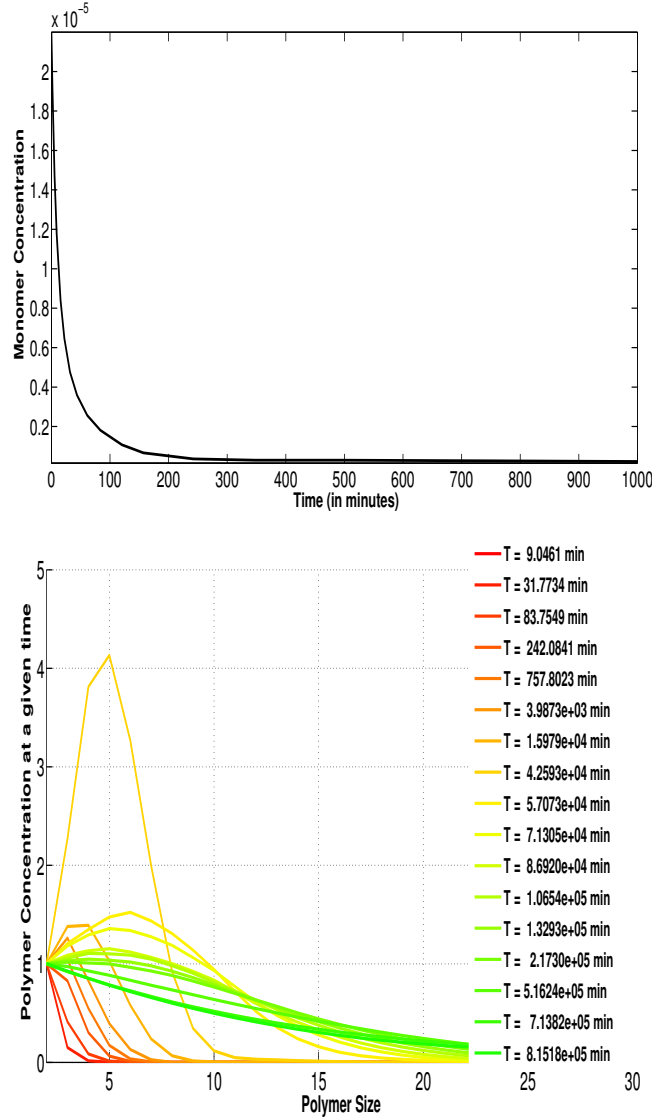 x 10⁻⁵
Monomer Concentration
2
1.8
1.6
1.4
1.2
1
0.8
0.6
0.4
0.2
0 100 200 300 400 500 600 700 800 900 1000
Time (in minutes)
Polymer Concentration at a given time
5
4
3
2
1
0
5 10 15 20 25 30
Polymer Size
T = 9.0461 min
T = 31.7734 min
T = 83.7549 min
T = 242.0841 min
T = 757.8023 min
T = 3.9873e+03 min
T = 1.5979e+04 min
T = 4.2593e+04 min
T = 5.7073e+04 min
T = 7.1305e+04 min
T = 8.6920e+04 min
T = 1.0654e+05 min
T = 1.3293e+05 min
T = 2.1730e+05 min
T = 5.1624e+05 min
T = 7.1382e+05 min
T = 8.1518e+05 min